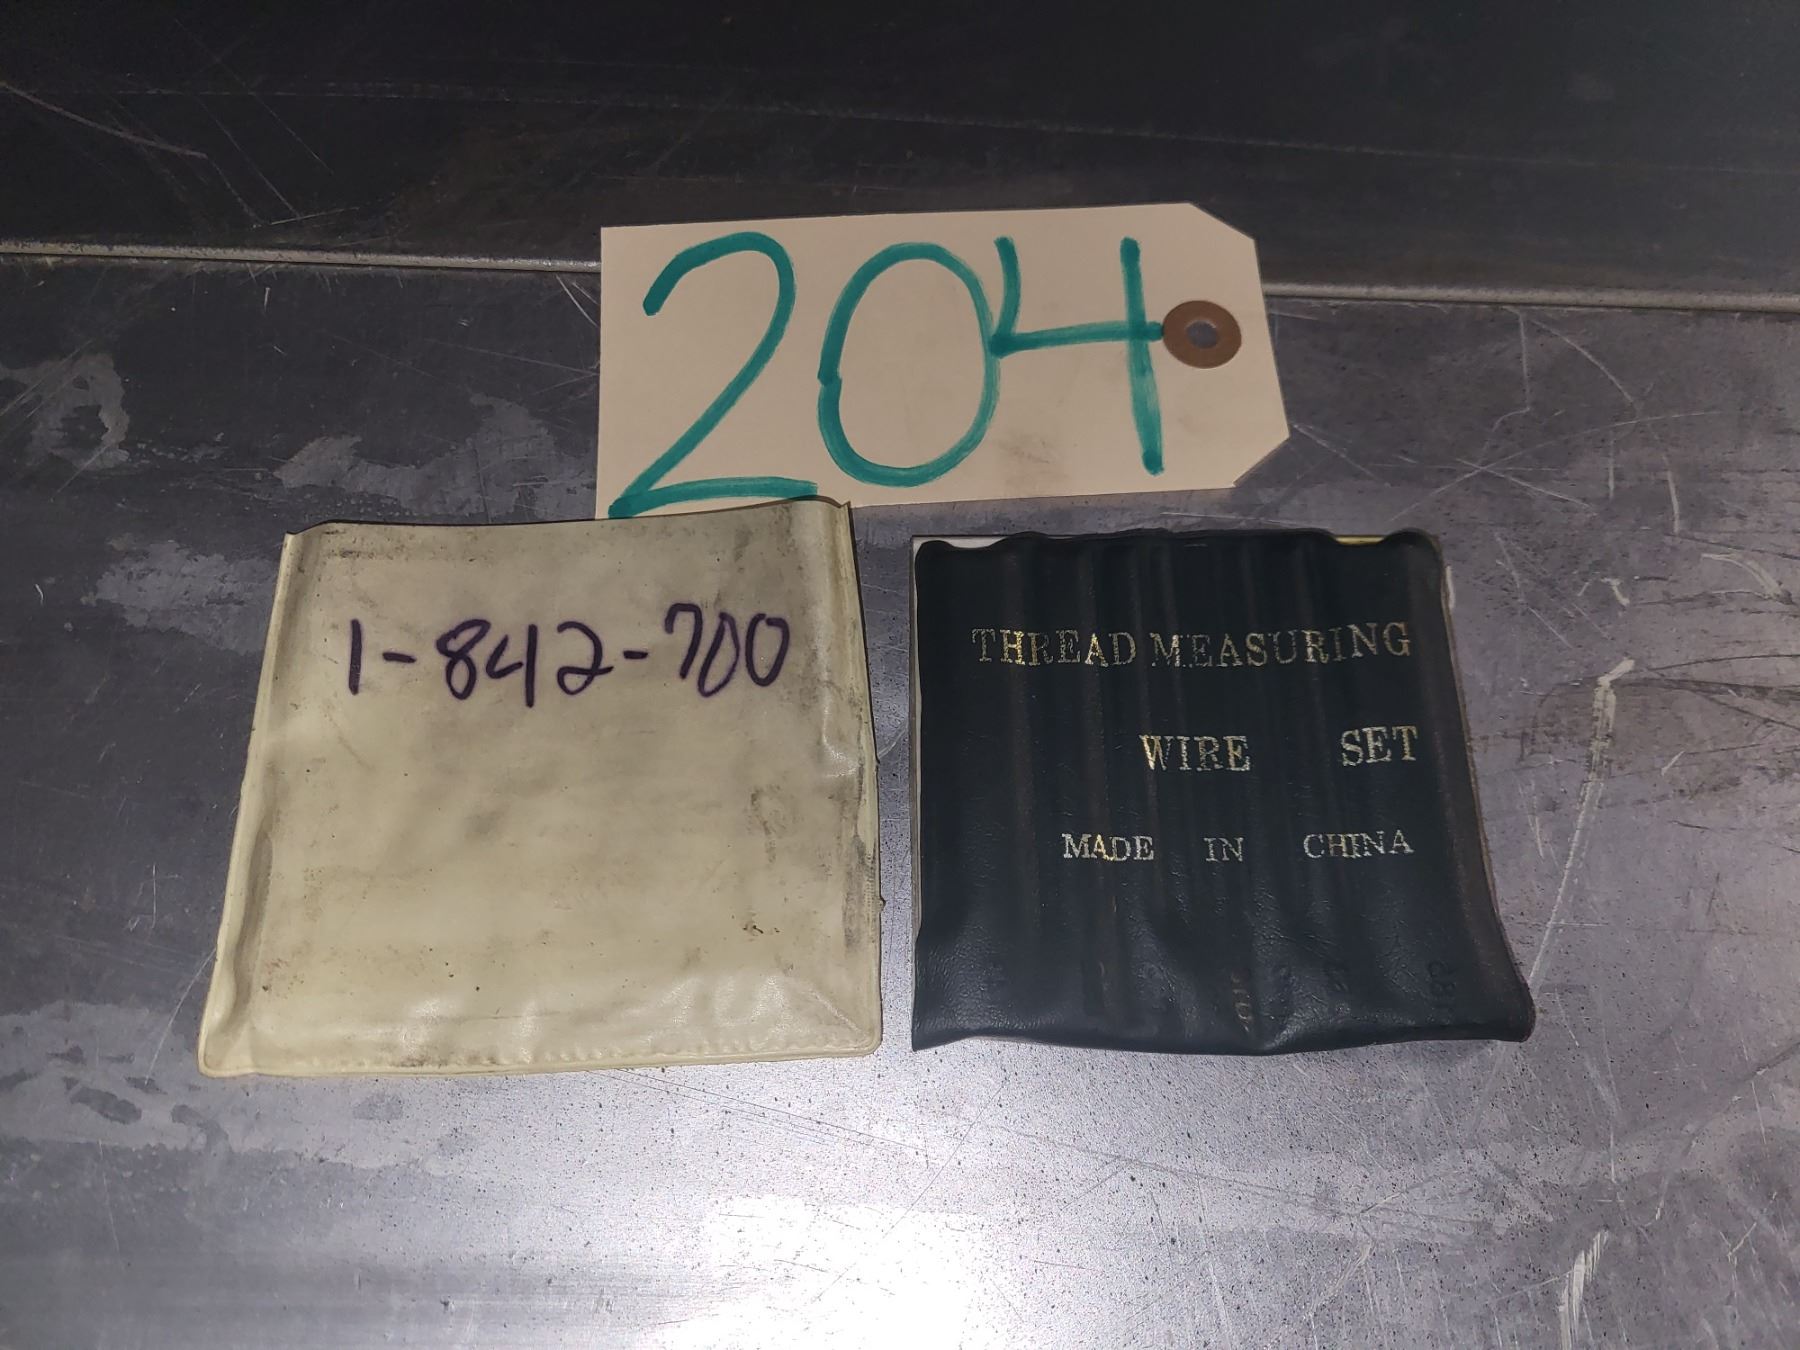 204
1-842-700
THREAD MEASURING
WIRE SET
MADE IN CHINA